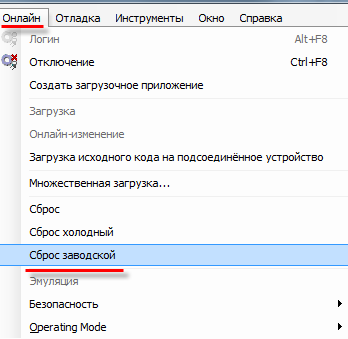 Онлайн Отладка Инструменты Окно Справка
Логин Alt+F8
Отключение Ctrl+F8
Создать загрузочное приложение
Загрузка
Онлайн-изменение
Загрузка исходного кода на подсоединённое устройство
Множественная загрузка...
Сброс
Сброс холодный
Сброс заводской
Эмуляция
Безопасность
Operating Mode